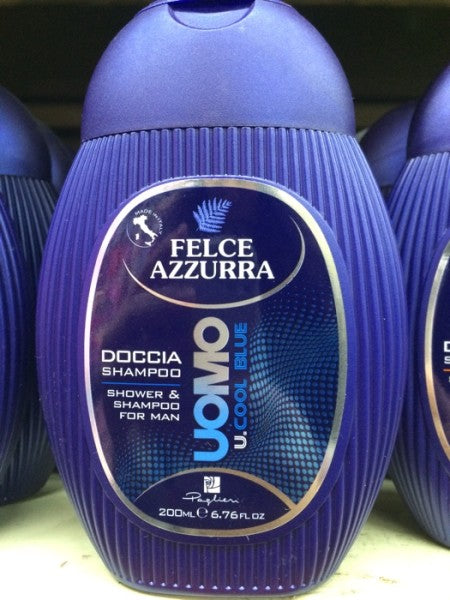 MADE IN ITALY
FELCE
AZZURRA
DOCCIA
SHAMPOO
SHOWER &
SHAMPOO
FOR MAN
UOMO
U.COOL BLUE
Paglieri
200ML ℮ 6.76 FL OZ